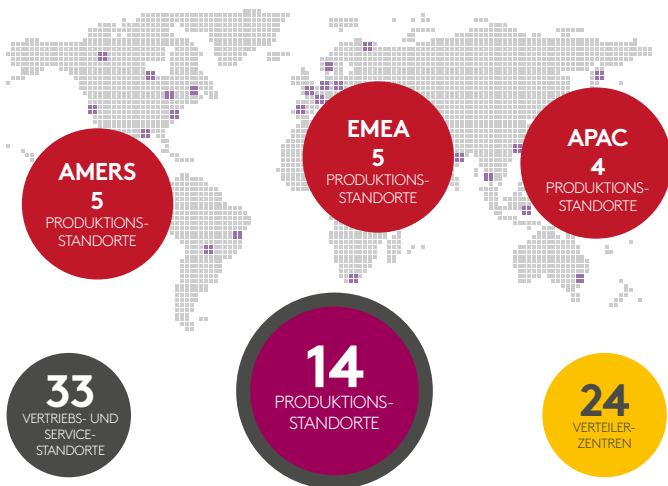 AMERS
5
PRODUKTIONS-
STANDORTE
EMEA
5
PRODUKTIONS-
STANDORTE
APAC
4
PRODUKTIONS-
STANDORTE
33
VERTRIEBS- UND
SERVICE-
STANDORTE
14
PRODUKTIONS-
STANDORTE
24
VERTEILER-
ZENTREN